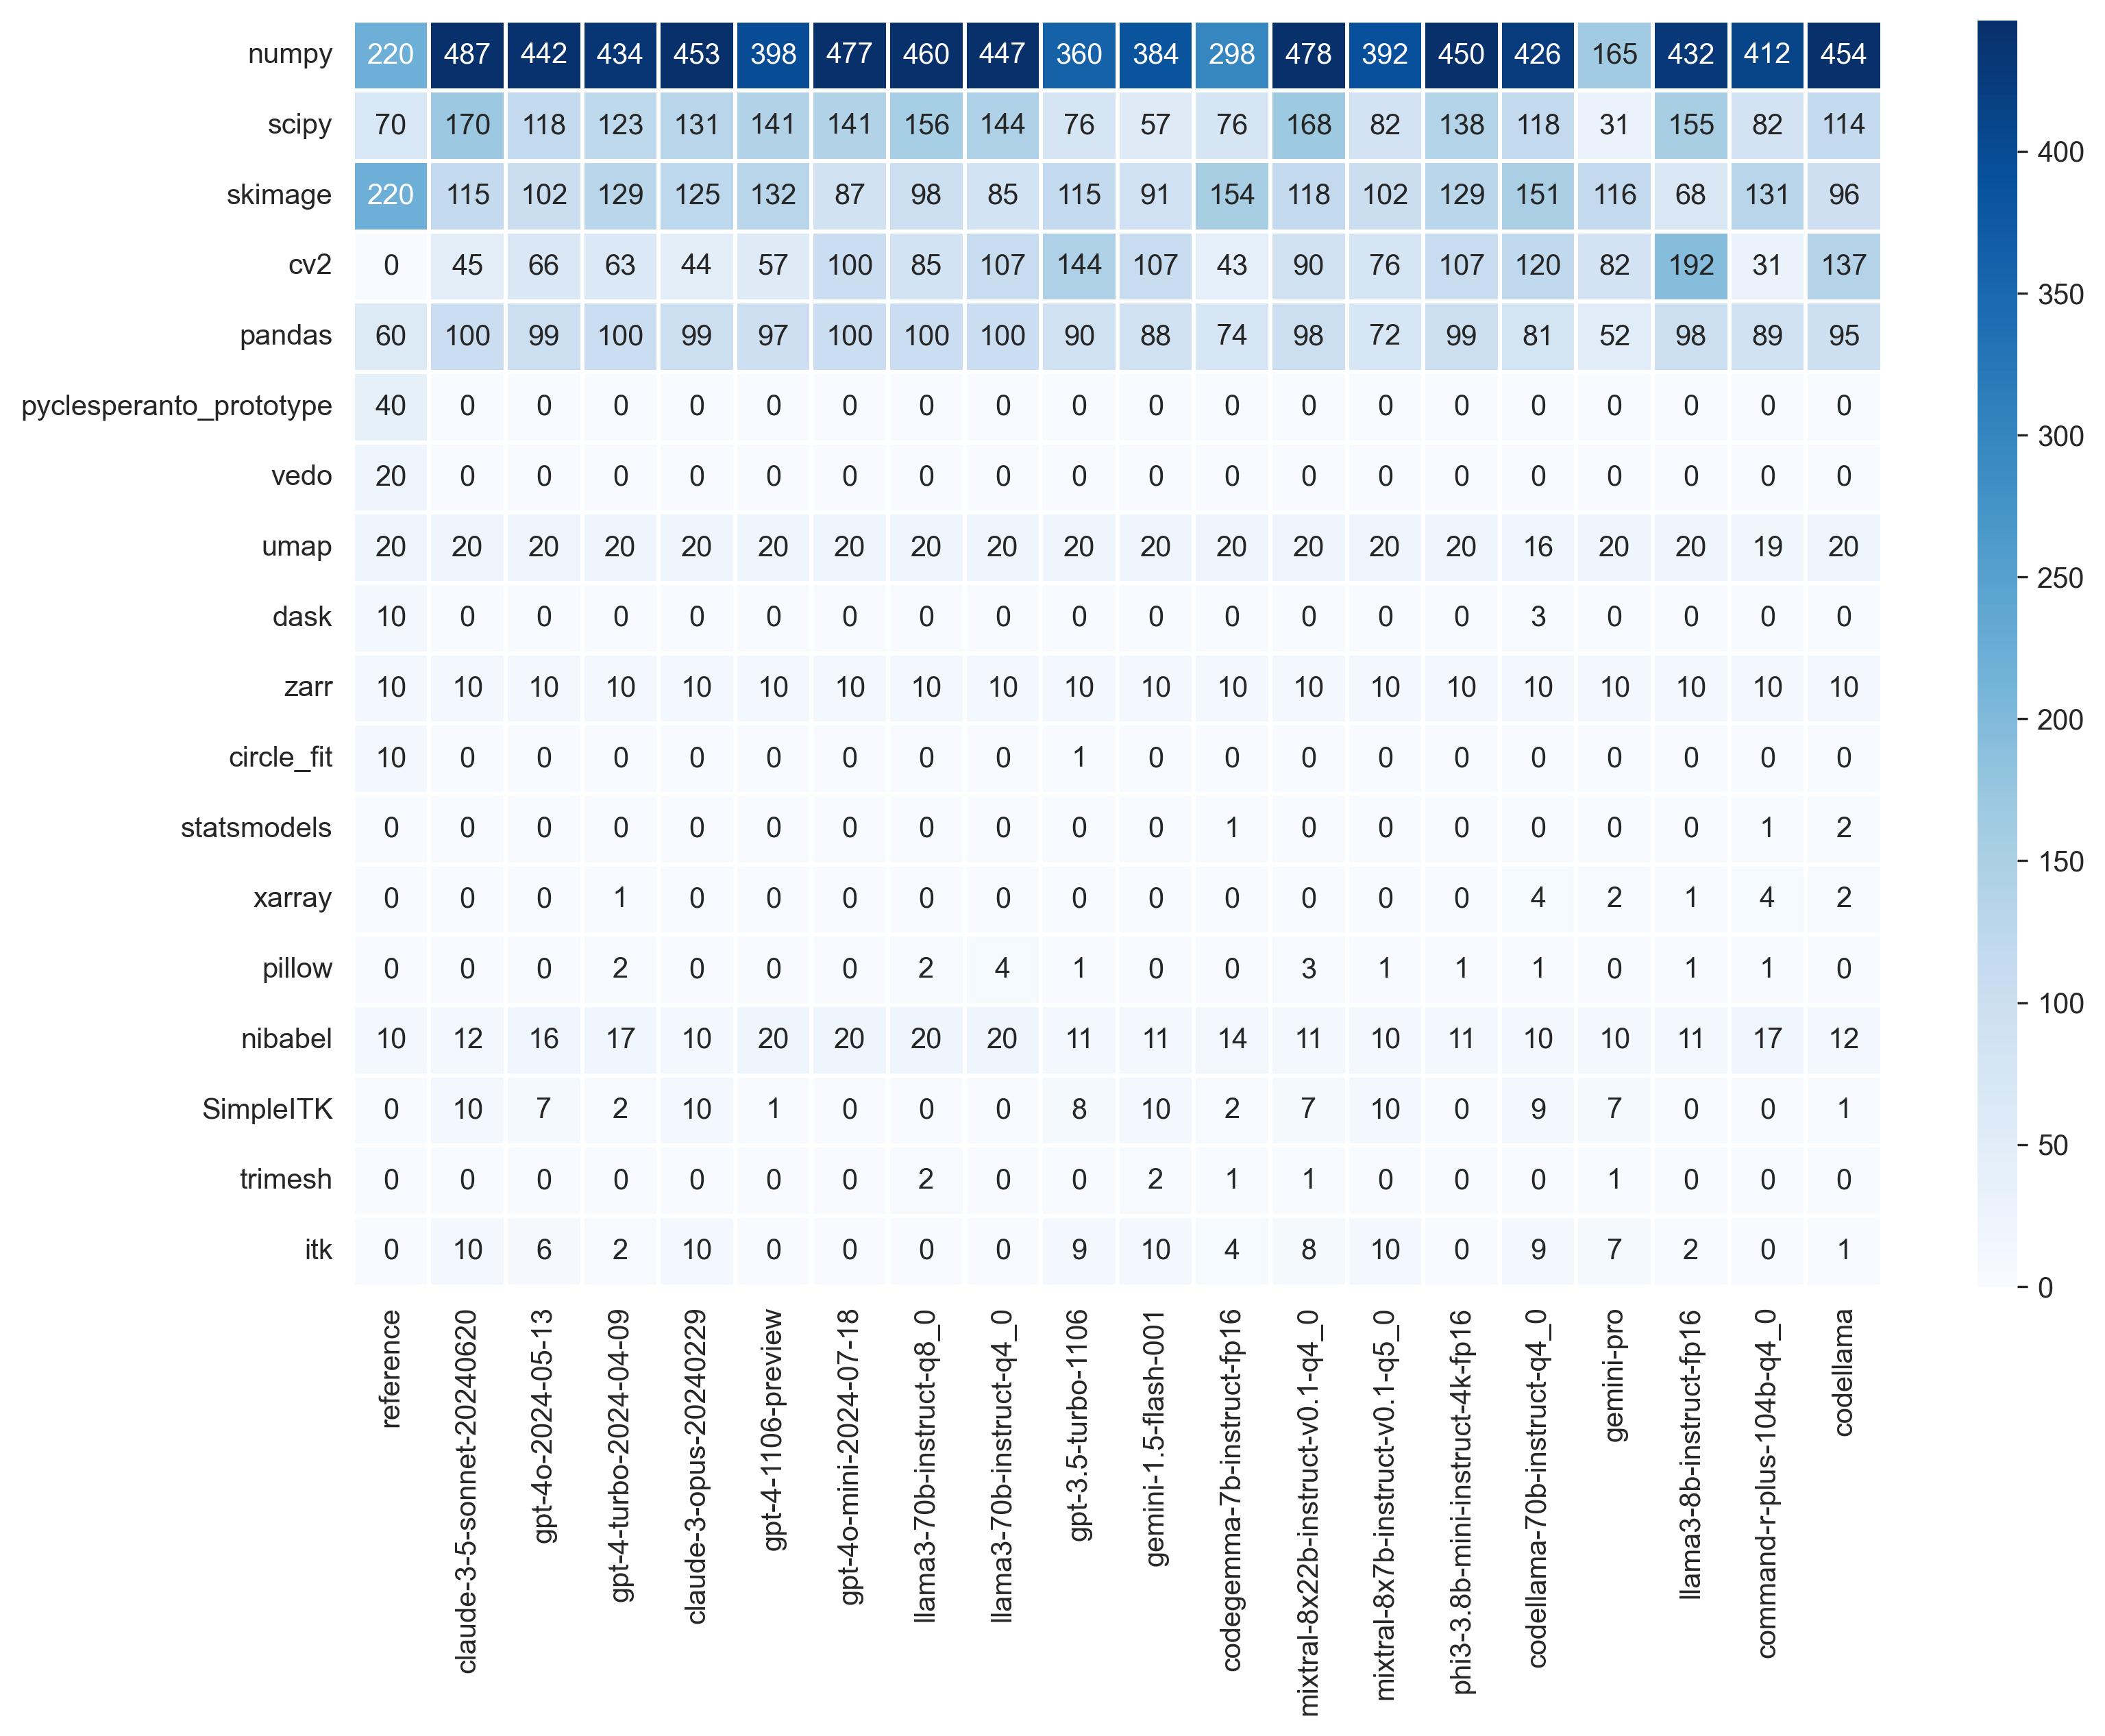 numpy 220 487 442 434 453 398 477 460 447 360 384 298 478 392 450 426 165 432 412 454
scipy 70 170 118 123 131 141 141 156 144 76 57 76 168 82 138 118 31 155 82 114
skimage 220 115 102 129 125 132 87 98 85 115 91 154 118 102 129 151 116 68 131 96
cv2 0 45 66 63 44 57 100 85 107 144 107 43 90 76 107 120 82 192 31 137
pandas 60 100 99 100 99 97 100 100 100 90 88 74 98 72 99 81 52 98 89 95
pyclesperanto_prototype 40 0 0 0 0 0 0 0 0 0 0 0 0 0 0 0 0 0 0 0
vedo 20 0 0 0 0 0 0 0 0 0 0 0 0 0 0 0 0 0 0 0
umap 20 20 20 20 20 20 20 20 20 20 20 20 20 20 20 16 20 20 19 20
dask 10 0 0 0 0 0 0 0 0 0 0 0 0 0 0 3 0 0 0 0
zarr 10 10 10 10 10 10 10 10 10 10 10 10 10 10 10 10 10 10 10 10
circle_fit 10 0 0 0 0 0 0 0 0 1 0 0 0 0 0 0 0 0 0 0
statsmodels 0 0 0 0 0 0 0 0 0 0 0 1 0 0 0 0 0 0 1 2
xarray 0 0 0 1 0 0 0 0 0 0 0 0 0 0 0 4 2 1 4 2
pillow 0 0 0 2 0 0 0 2 4 1 0 0 3 1 1 1 0 1 1 0
nibabel 10 12 16 17 10 20 20 20 20 11 11 14 11 10 11 10 10 11 17 12
SimpleITK 0 10 7 2 10 1 0 0 0 8 10 2 7 10 0 9 7 0 0 1
trimesh 0 0 0 0 0 0 0 2 0 0 2 1 1 0 0 0 1 0 0 0
itk 0 10 6 2 10 0 0 0 0 9 10 4 8 10 0 9 7 2 0 1
reference
claude-3-5-sonnet-20240620
gpt-4o-2024-05-13
gpt-4-turbo-2024-04-09
claude-3-opus-20240229
gpt-4-1106-preview
gpt-4o-mini-2024-07-18
llama3-70b-instruct-q8_0
llama3-70b-instruct-q4_0
gpt-3.5-turbo-1106
gemini-1.5-flash-001
codegemma-7b-instruct-fp16
mixtral-8x22b-instruct-v0.1-q4_0
mixtral-8x7b-instruct-v0.1-q5_0
phi3-3.8b-mini-instruct-4k-fp16
codellama-70b-instruct-q4_0
gemini-pro
llama3-8b-instruct-fp16
command-r-plus-104b-q4_0
codellama
400
350
300
250
200
150
100
50
0